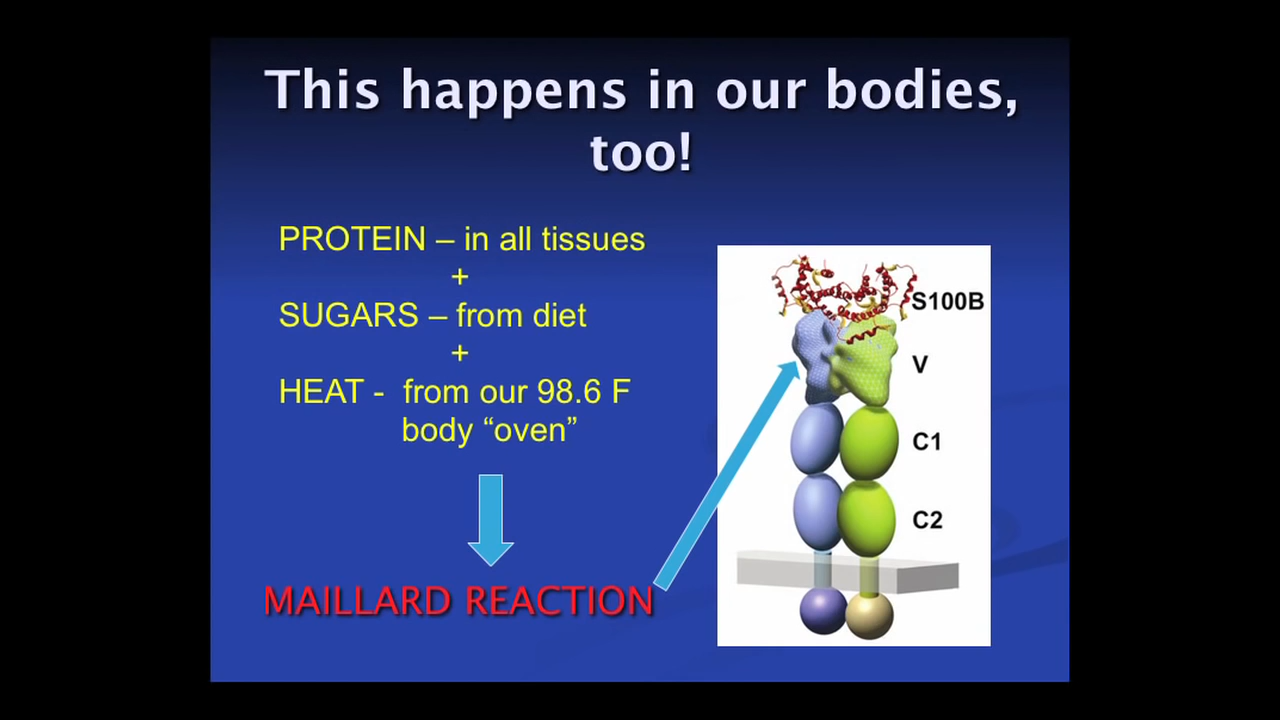 This happens in our bodies,
too!
PROTEIN – in all tissues
+
SUGARS – from diet
+
HEAT - from our 98.6 F
body “oven”
MAILLARD REACTION
S100B
V
C1
C2